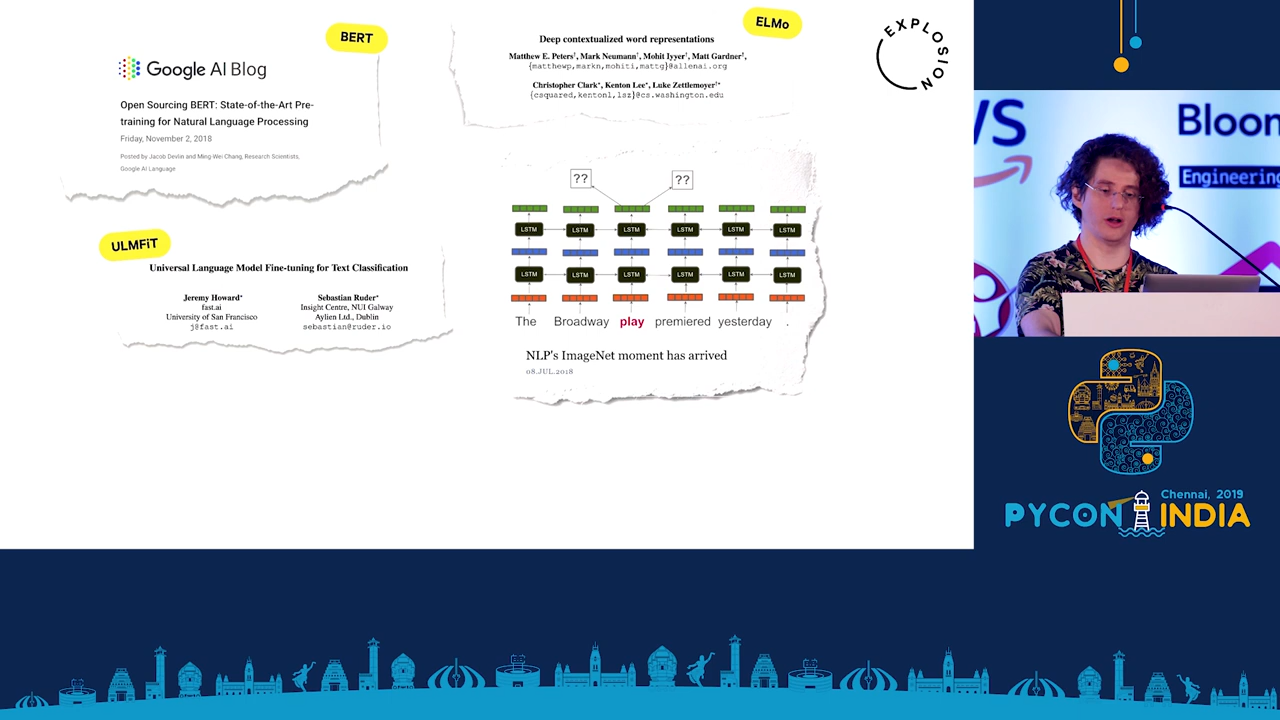 BERT
Google AI Blog
Open Sourcing BERT: State-of-the-Art Pre-
training for Natural Language Processing
Friday, November 2, 2018
Posted by Jacob Devlin and Ming-Wei Chang, Research Scientists,
Google AI Language
ULMFiT
Universal Language Model Fine-tuning for Text Classification
Jeremy Howard*
fast.ai
University of San Francisco
j@fast.ai
Sebastian Ruder*
Insight Centre, NUI Galway
Aylien Ltd., Dublin
sebastian@ruder.io
ELMo
Deep contextualized word representations
Matthew E. Peters†, Mark Neumann†, Mohit Iyyer†, Matt Gardner†,
{matthewp,markn,mohiti,mattg}@allenai.org
Christopher Clark*, Kenton Lee*, Luke Zettlemoyer†*
{csquared,kentonl,lsz}@cs.washington.edu
?? ??
LSTM LSTM LSTM LSTM LSTM LSTM
LSTM LSTM LSTM LSTM LSTM LSTM
The Broadway play premiered yesterday .
NLP's ImageNet moment has arrived
08.JUL.2018
EXPLOSION
WS
Bloom
Engineering
Chennai, 2019
PYCON INDIA